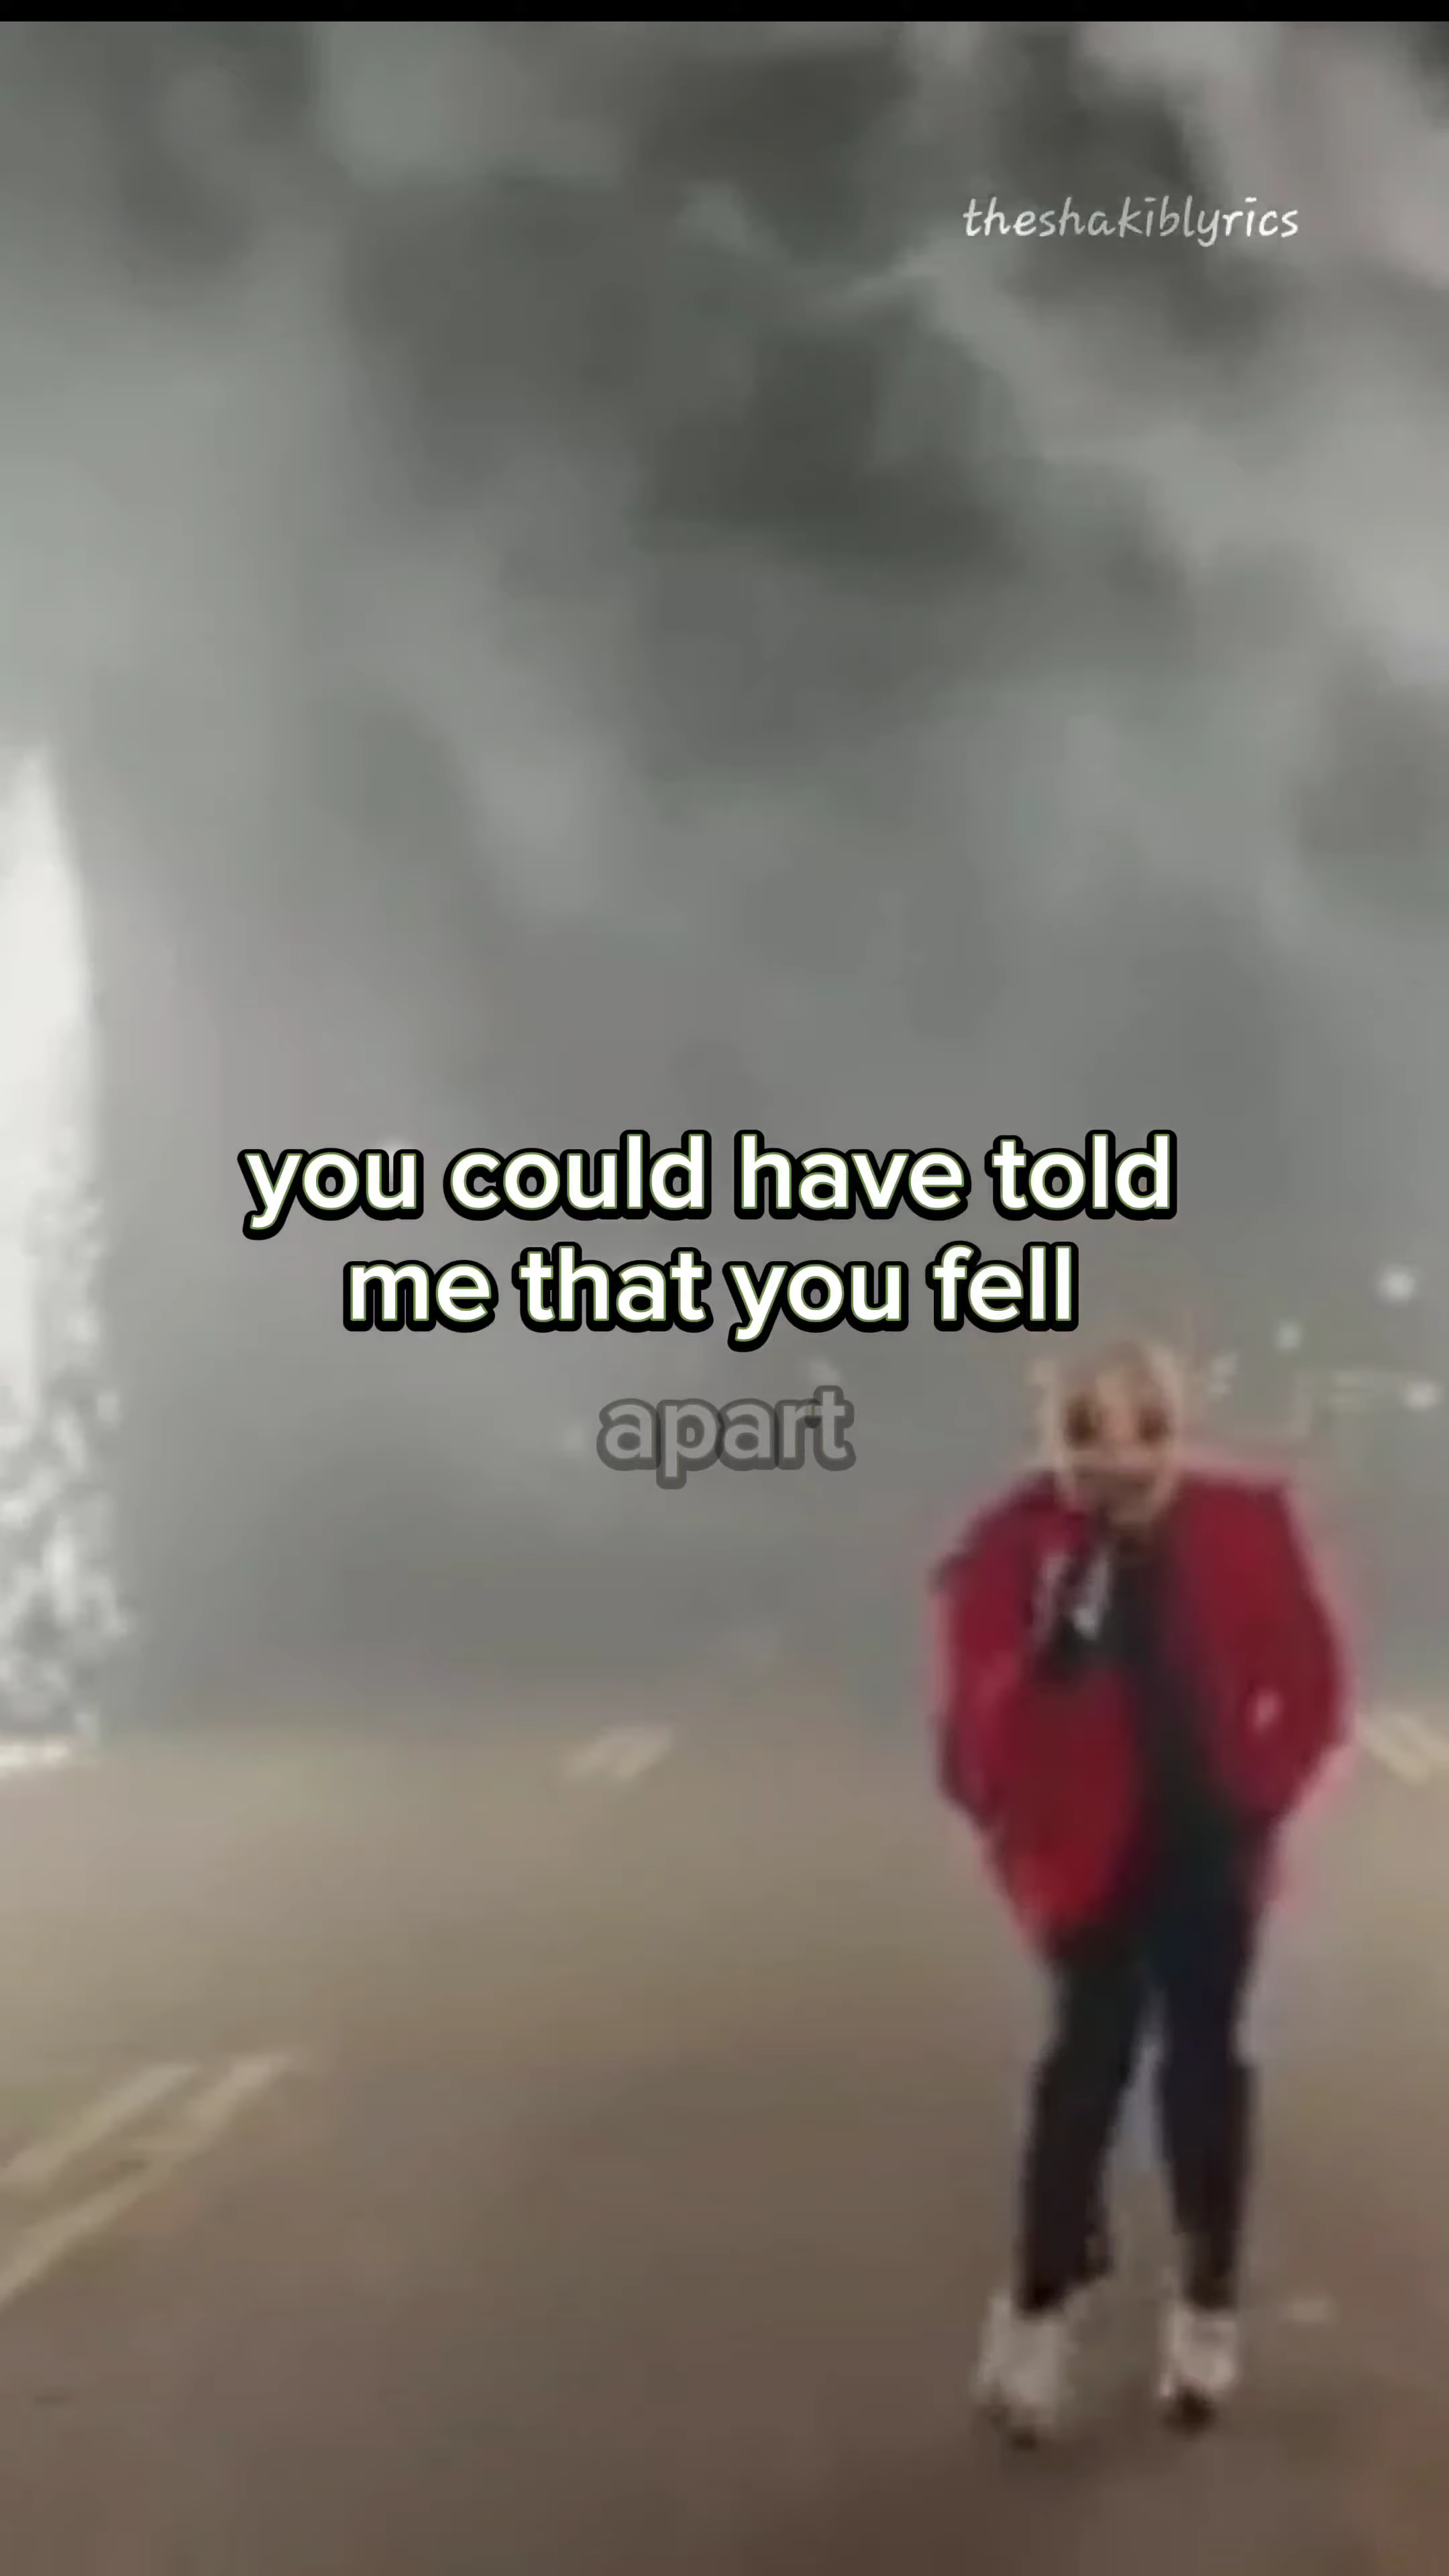 theshakiblyrics
you could have told
me that you fell
apart